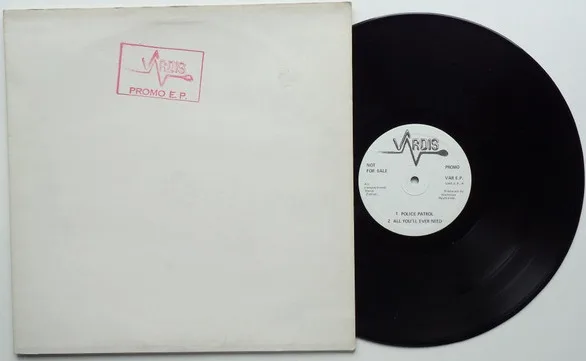 VARDIS
PROMO E.P.
VARDIS
NOT
FOR SALE
PROMO
VAR E.P.
1 POLICE PATROL
2 ALL YOU'LL EVER NEED